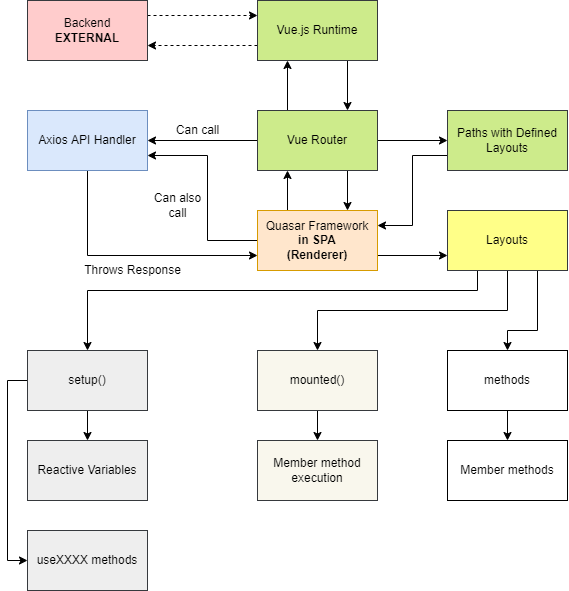 Backend
EXTERNAL
Vue.js Runtime
Axios API Handler
Can call
Vue Router
Paths with Defined
Layouts
Can also
call
Quasar Framework
in SPA
(Renderer)
Layouts
Throws Response
setup()
mounted()
methods
Reactive Variables
Member method
execution
Member methods
useXXXX methods